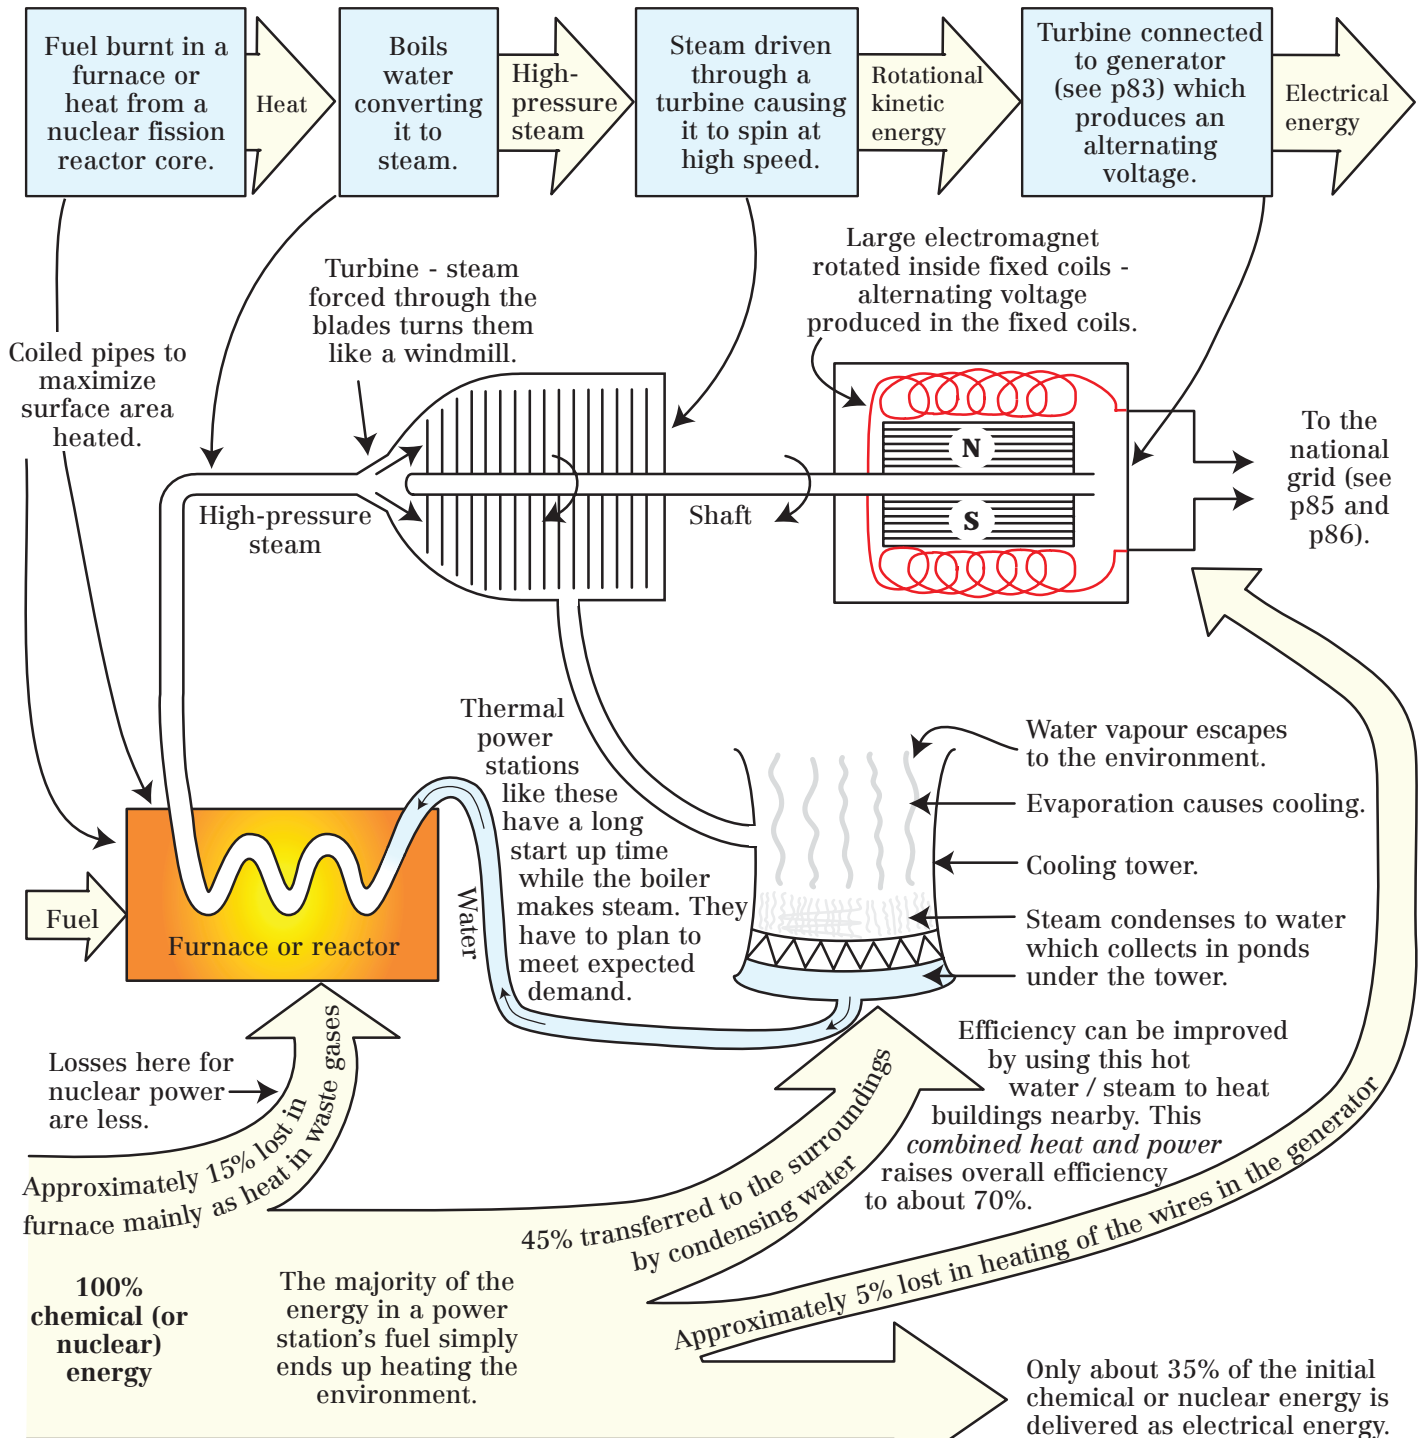 Fuel burnt in a
furnace or
heat from a
nuclear fission
reactor core.
Heat
Boils
water
converting
it to
steam.
High-
pressure
steam
Steam driven
through a
turbine causing
it to spin at
high speed.
Rotational
kinetic
energy
Turbine connected
to generator
(see p83) which
produces an
alternating
voltage.
Electrical
energy
Coiled pipes to
maximize
surface area
heated.
Turbine - steam
forced through the
blades turns them
like a windmill.
Large electromagnet
rotated inside fixed coils -
alternating voltage
produced in the fixed coils.
High-pressure
steam
Shaft
N
S
To the
national
grid (see
p85 and
p86).
Thermal
power
stations
like these
have a long
start up time
while the boiler
makes steam. They
have to plan to
meet expected
demand.
Water vapour escapes
to the environment.
Evaporation causes cooling.
Cooling tower.
Steam condenses to water
which collects in ponds
under the tower.
Fuel
Furnace or reactor
Water
Losses here for
nuclear power
are less.
Approximately 15% lost in
furnace mainly as heat in waste gases
45% transferred to the surroundings
by condensing water
Efficiency can be improved
by using this hot
water / steam to heat
buildings nearby. This
combined heat and power
raises overall efficiency
to about 70%.
Approximately 5% lost in heating of the wires in the generator
100%
chemical (or
nuclear)
energy
The majority of the
energy in a power
station's fuel simply
ends up heating the
environment.
Only about 35% of the initial
chemical or nuclear energy is
delivered as electrical energy.